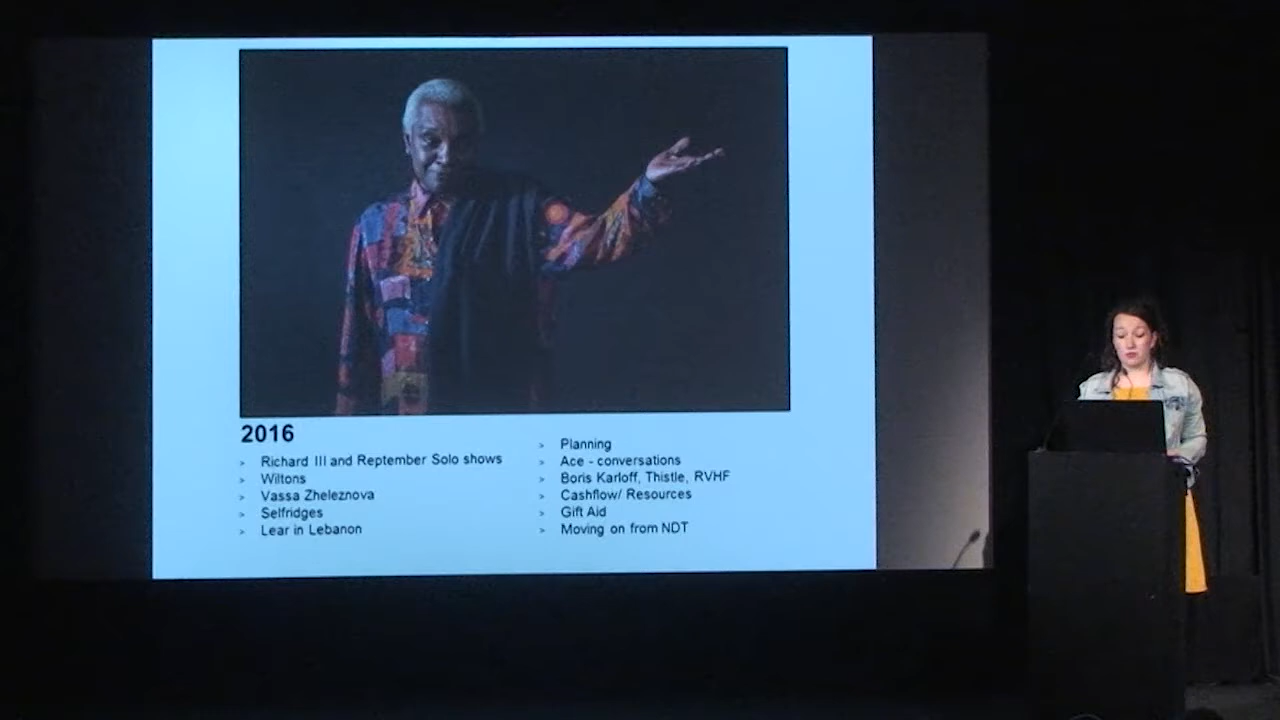 2016
> Richard III and Reptember Solo shows
> Wiltons
> Vassa Zheleznova
> Selfridges
> Lear in Lebanon
> Planning
> Ace - conversations
> Boris Karloff, Thistle, RVHF
> Cashflow/ Resources
> Gift Aid
> Moving on from NDT